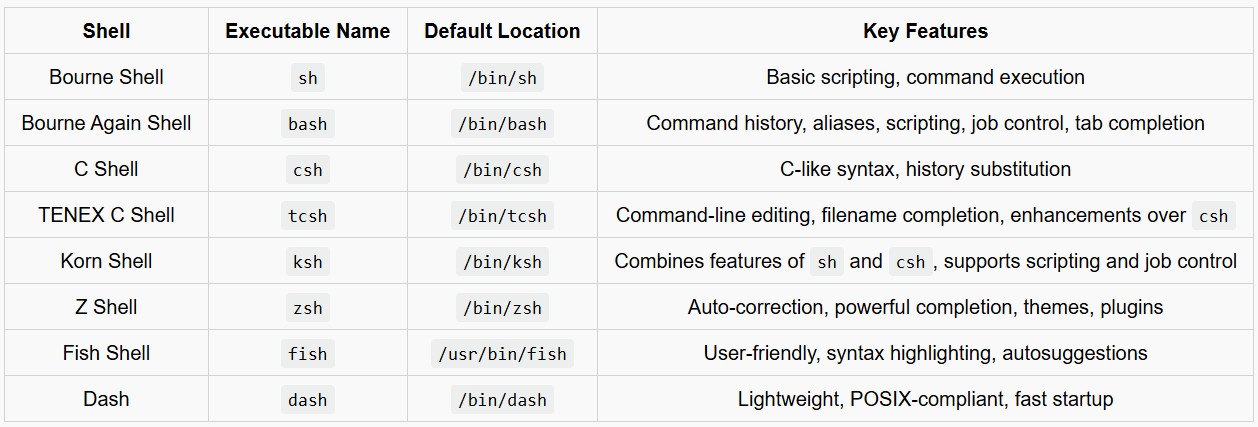 Shell Executable Name Default Location Key Features
Bourne Shell sh /bin/sh Basic scripting, command execution
Bourne Again Shell bash /bin/bash Command history, aliases, scripting, job control, tab completion
C Shell csh /bin/csh C-like syntax, history substitution
TENEX C Shell tcsh /bin/tcsh Command-line editing, filename completion, enhancements over csh
Korn Shell ksh /bin/ksh Combines features of sh and csh , supports scripting and job control
Z Shell zsh /bin/zsh Auto-correction, powerful completion, themes, plugins
Fish Shell fish /usr/bin/fish User-friendly, syntax highlighting, autosuggestions
Dash dash /bin/dash Lightweight, POSIX-compliant, fast startup